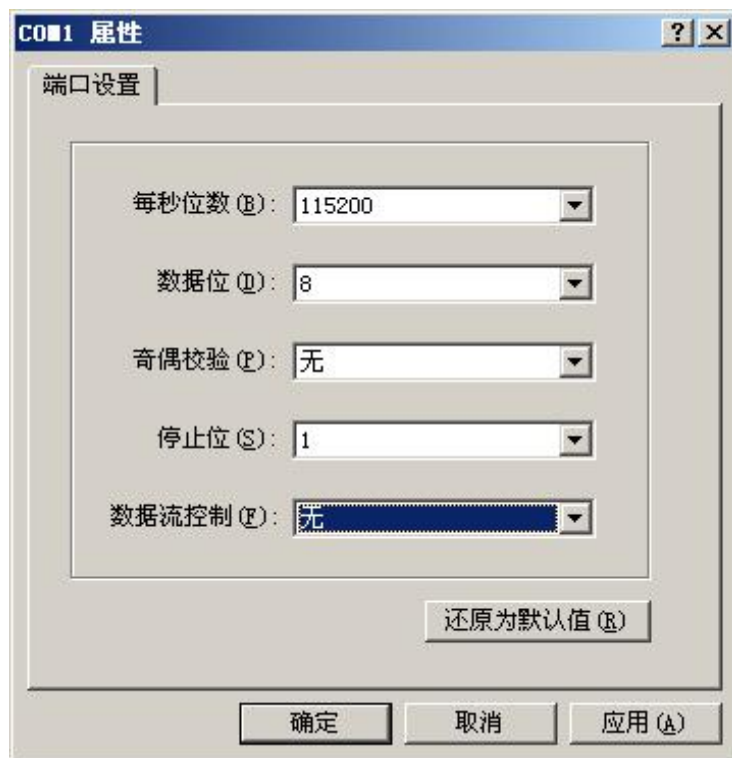 COM1 属性
端口设置
每秒位数(B): 115200
数据位(D): 8
奇偶校验(P): 无
停止位(S): 1
数据流控制(F): 无
还原为默认值(R)
确定 取消 应用(A)